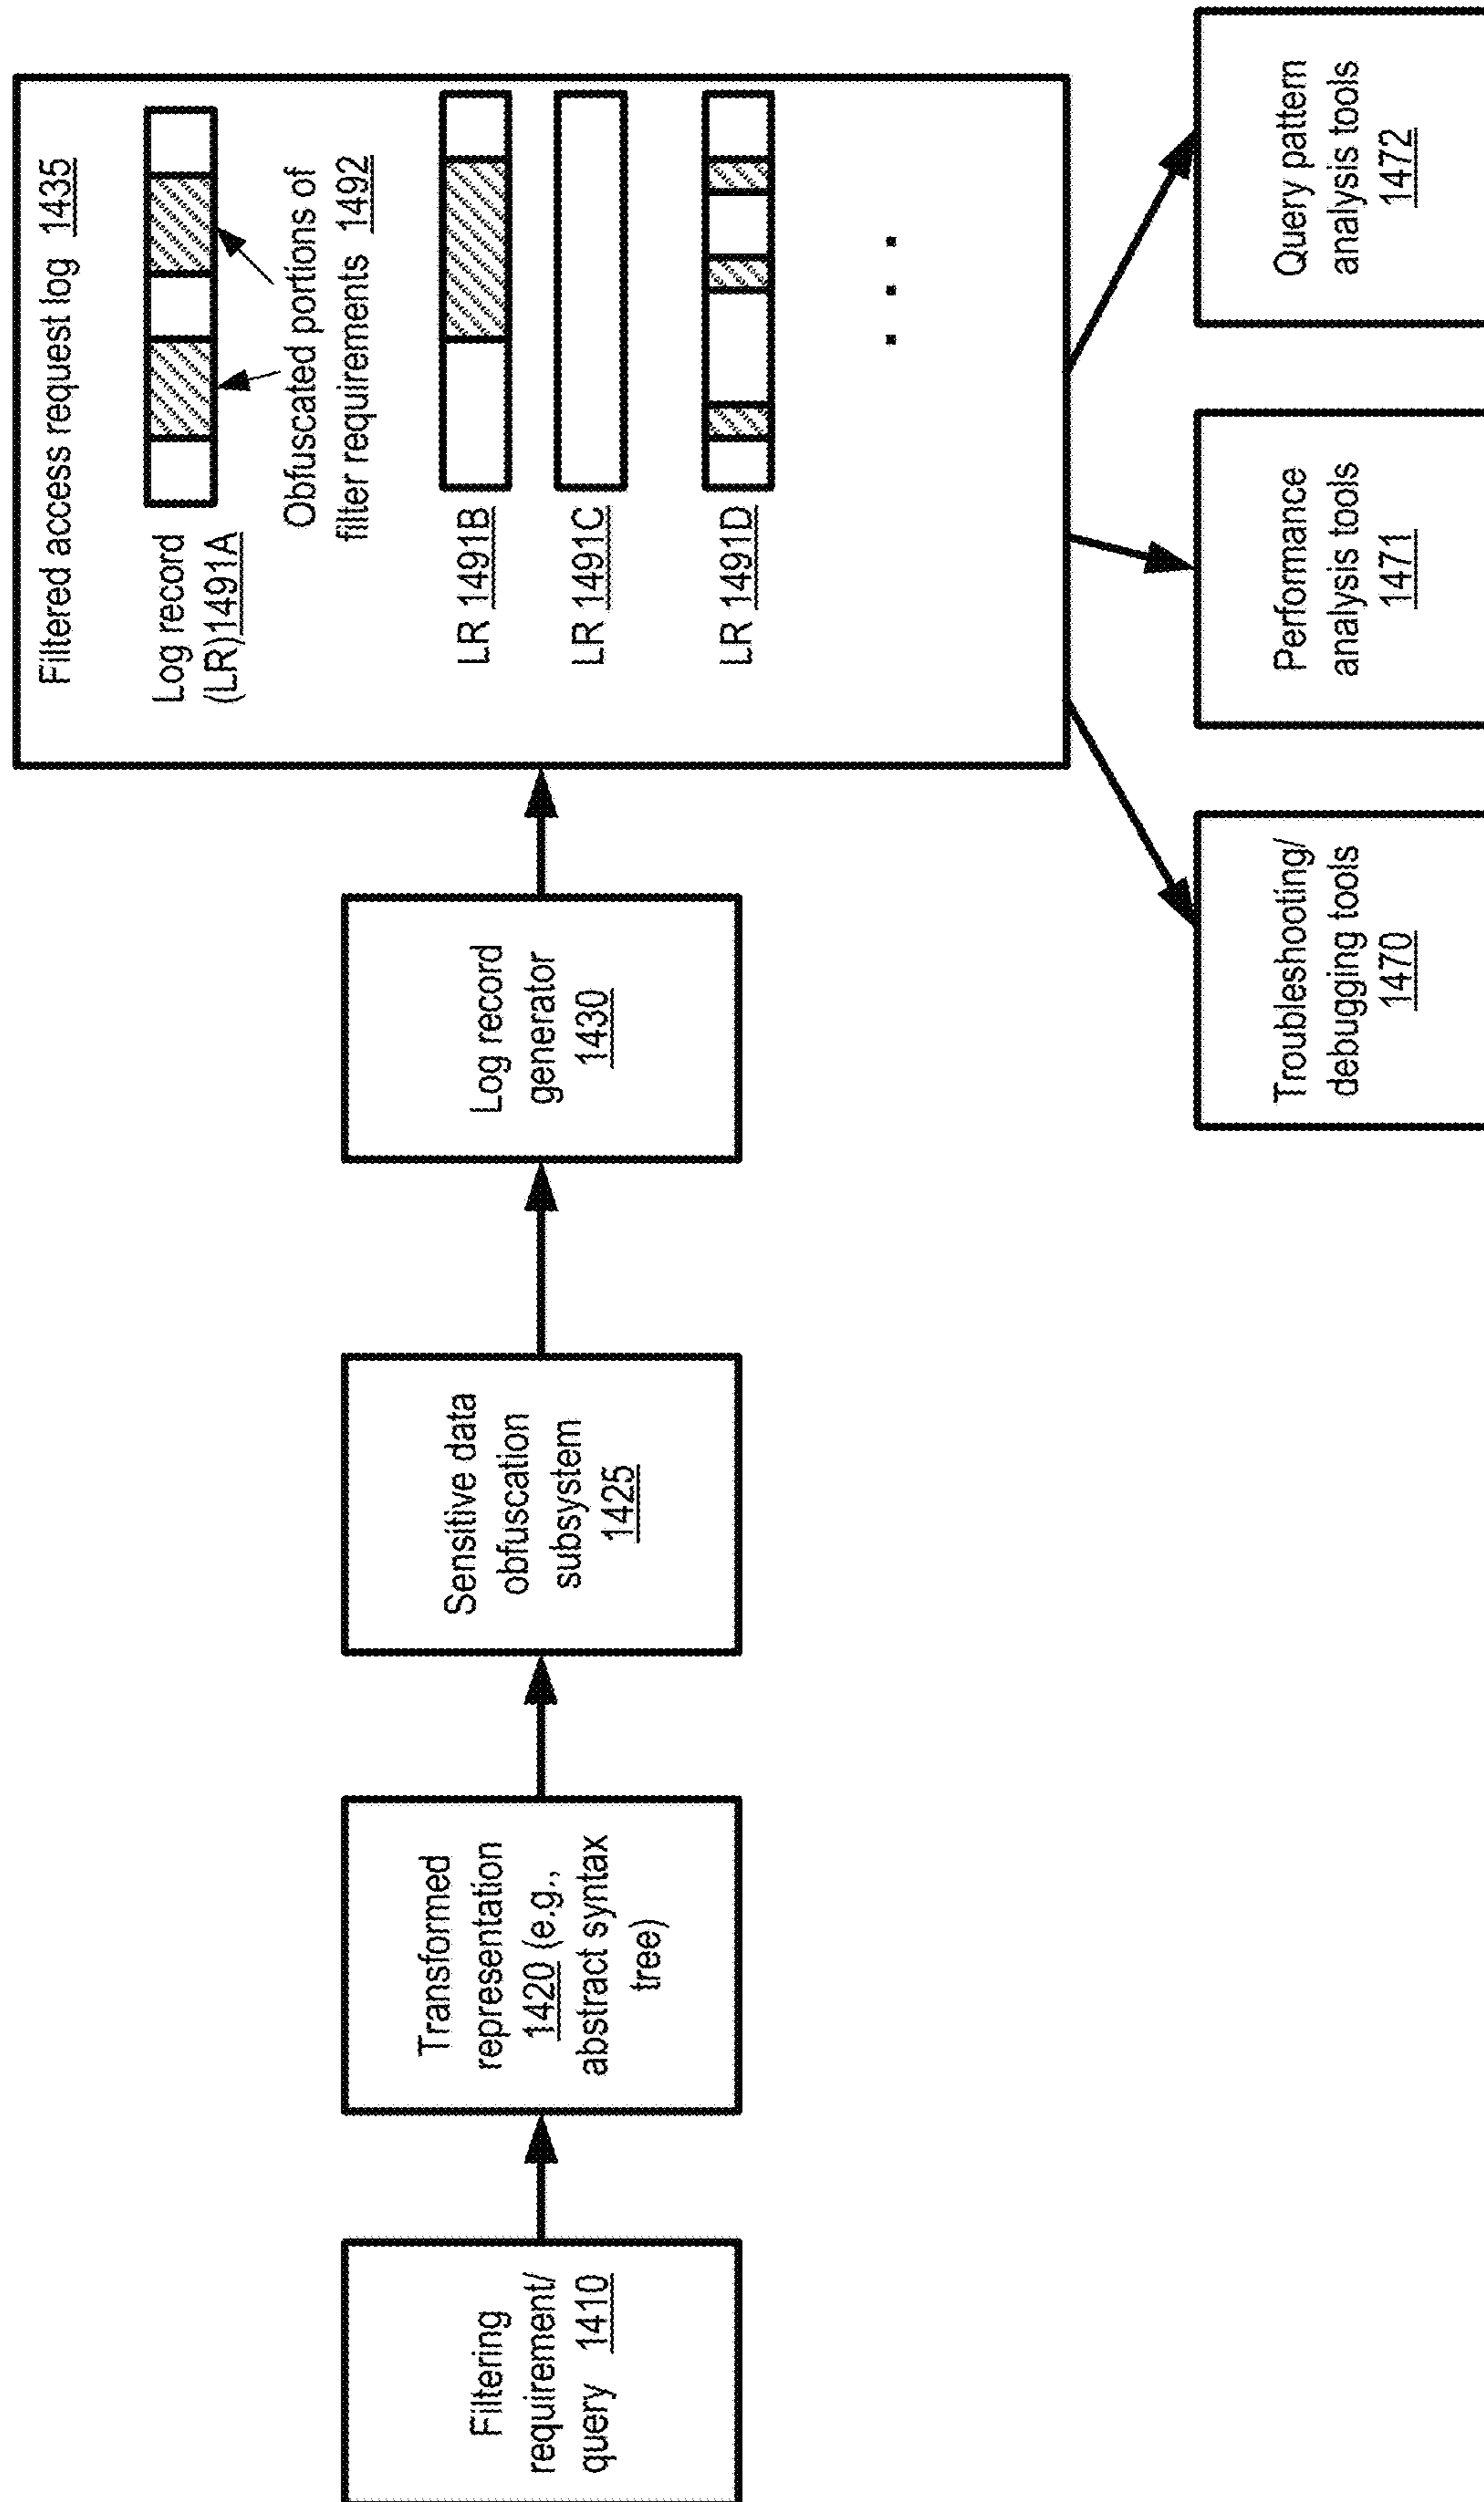 Filtering
requirement/
query 1410
Transformed
representation
1420 (e.g.,
abstract syntax
tree)
Sensitive data
obfuscation
subsystem
1425
Log record
generator
1430
Filtered access request log 1435
Log record
(LR)1491A
Obfuscated portions of
filter requirements 1492
LR 1491B
LR 1491C
LR 1491D
. . .
Troubleshooting/
debugging tools
1470
Performance
analysis tools
1471
Query pattern
analysis tools
1472